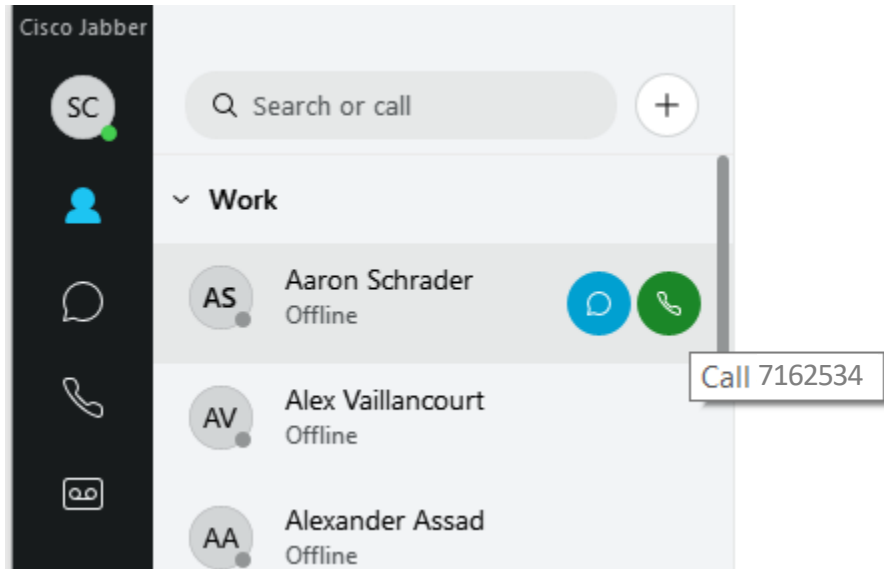 Cisco Jabber
SC
Search or call
Work
AS
Aaron Schrader
Offline
Call 7162534
AV
Alex Vaillancourt
Offline
AA
Alexander Assad
Offline